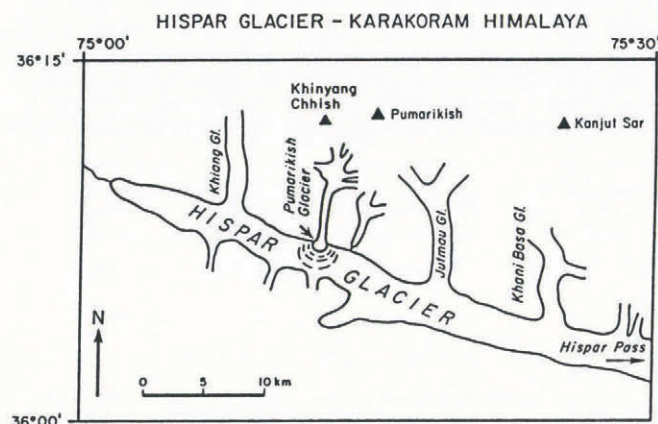 HISPAR GLACIER – KARAKORAM HIMALAYA
75°00'
75°30'
36°15'
Khinyang
Chhish
Pumarikish
Kanjut Sar
Khiang Gl.
Pumarikish
Glacier
Jutmau Gl.
Khani Basa Gl.
HISPAR
GLACIER
Hispar Pass
N
0 5 10 km
36°00'